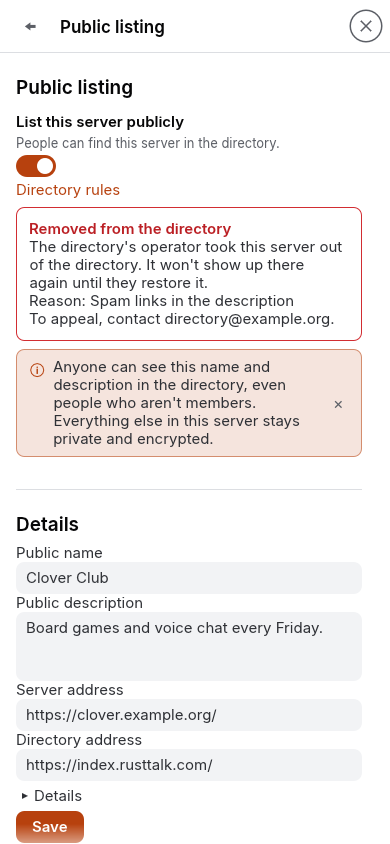 Public listing
Public listing
List this server publicly
People can find this server in the directory.
Directory rules
Removed from the directory
The directory's operator took this server out
of the directory. It won't show up there
again until they restore it.
Reason: Spam links in the description
To appeal, contact directory@example.org.
Anyone can see this name and
description in the directory, even
people who aren't members.
Everything else in this server stays
private and encrypted.
Details
Public name
Clover Club
Public description
Board games and voice chat every Friday.
Server address
https://clover.example.org/
Directory address
https://index.rusttalk.com/
Details
Save